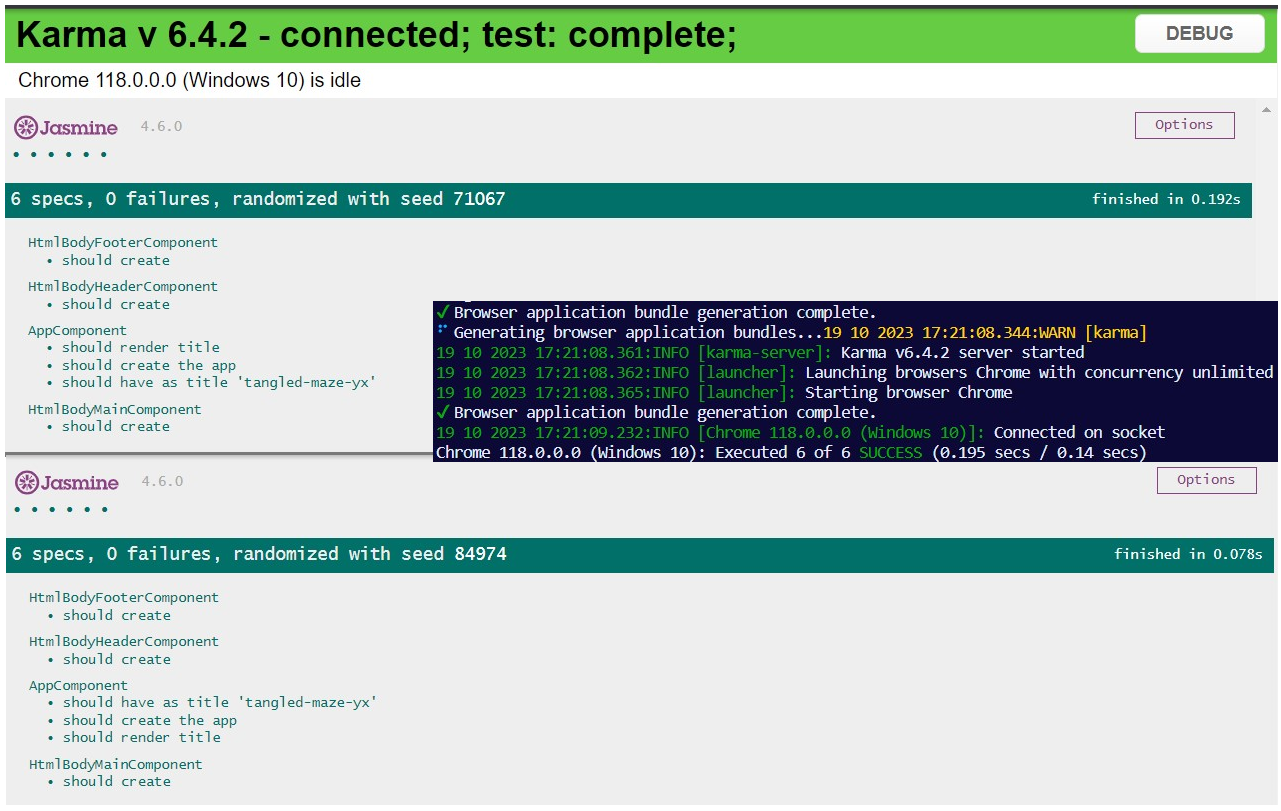 Karma v 6.4.2 - connected; test: complete;
DEBUG
Chrome 118.0.0.0 (Windows 10) is idle
Jasmine 4.6.0
Options
6 specs, 0 failures, randomized with seed 71067
finished in 0.192s
HtmlBodyFooterComponent
• should create
HtmlBodyHeaderComponent
• should create
AppComponent
• should render title
• should create the app
• should have as title 'tangled-maze-yx'
HtmlBodyMainComponent
• should create
✓ Browser application bundle generation complete.
Generating browser application bundles...19 10 2023 17:21:08.344:WARN [karma]
19 10 2023 17:21:08.361:INFO [karma-server]: Karma v6.4.2 server started
19 10 2023 17:21:08.362:INFO [launcher]: Launching browsers Chrome with concurrency unlimited
19 10 2023 17:21:08.365:INFO [launcher]: Starting browser Chrome
✓ Browser application bundle generation complete.
19 10 2023 17:21:09.232:INFO [Chrome 118.0.0.0 (Windows 10)]: Connected on socket
Chrome 118.0.0.0 (Windows 10): Executed 6 of 6 SUCCESS (0.195 secs / 0.14 secs)
Jasmine 4.6.0
Options
6 specs, 0 failures, randomized with seed 84974
finished in 0.078s
HtmlBodyFooterComponent
• should create
HtmlBodyHeaderComponent
• should create
AppComponent
• should have as title 'tangled-maze-yx'
• should create the app
• should render title
HtmlBodyMainComponent
• should create